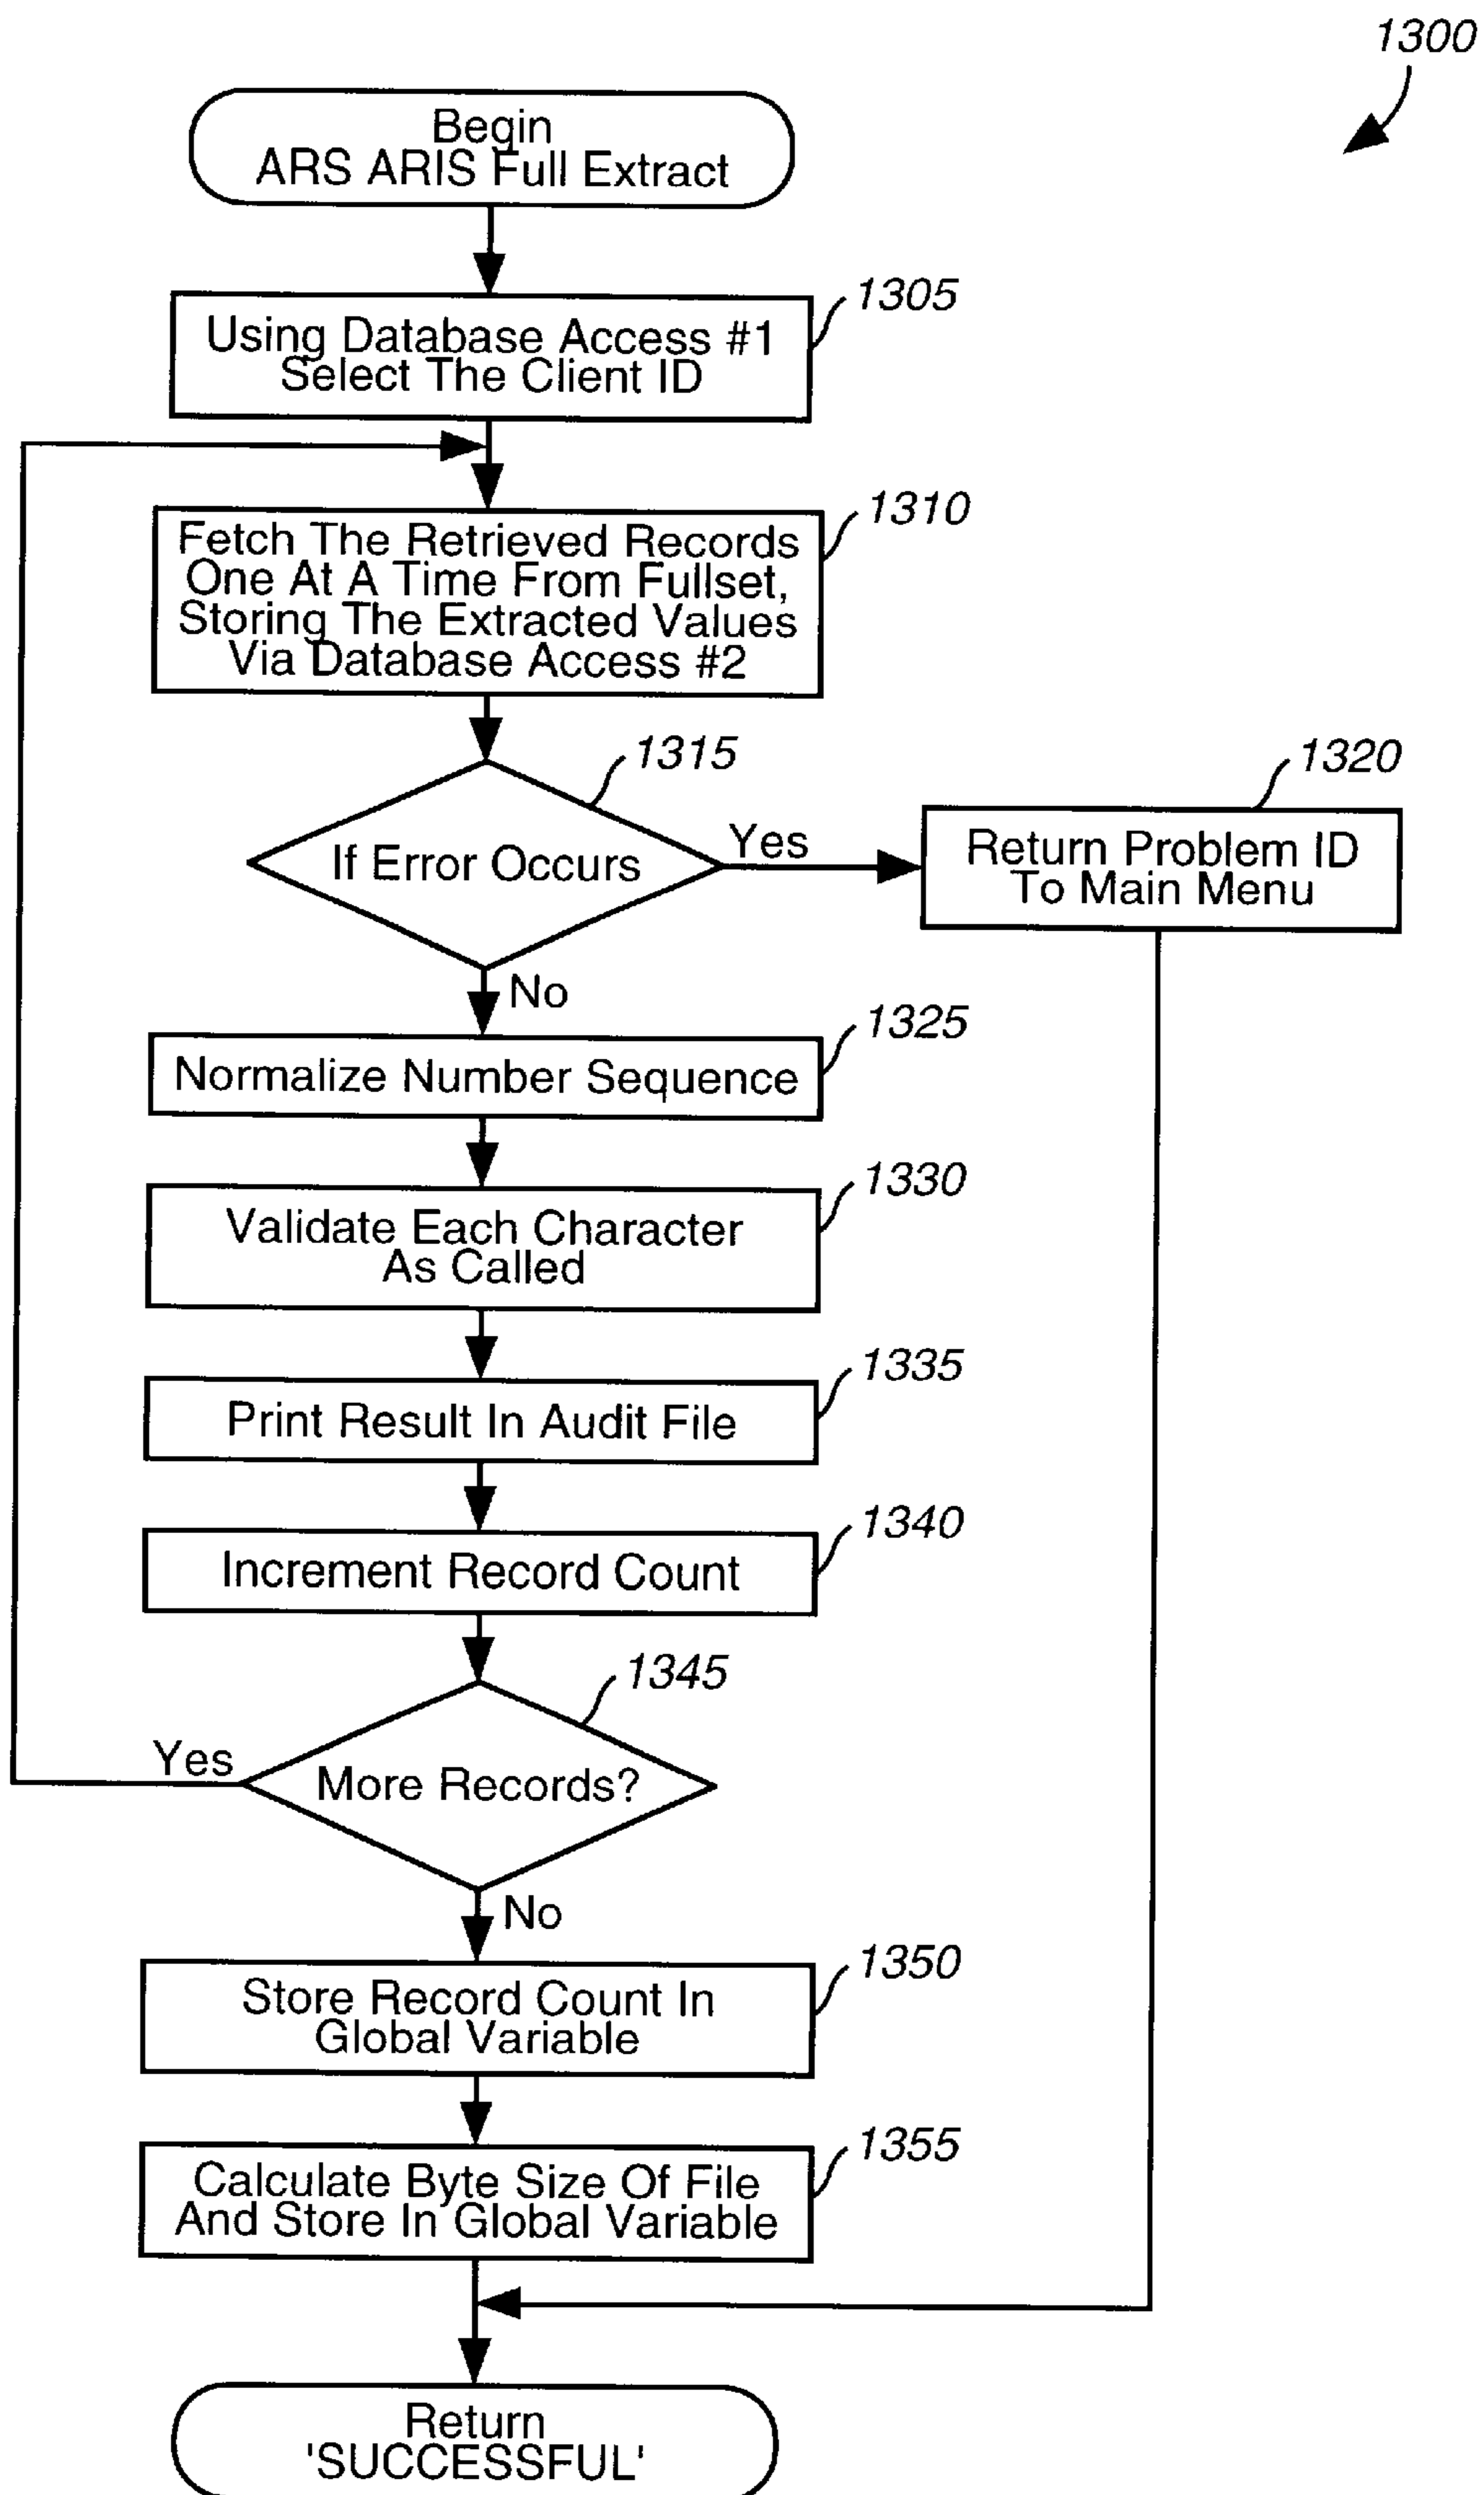 1300
Begin
ARS ARIS Full Extract
1305
Using Database Access #1
Select The Client ID
1310
Fetch The Retrieved Records
One At A Time From Fullset,
Storing The Extracted Values
Via Database Access #2
1315
If Error Occurs
Yes
1320
Return Problem ID
To Main Menu
No
1325
Normalize Number Sequence
1330
Validate Each Character
As Called
1335
Print Result In Audit File
1340
Increment Record Count
1345
More Records?
Yes
No
1350
Store Record Count In
Global Variable
1355
Calculate Byte Size Of File
And Store In Global Variable
Return
'SUCCESSFUL'